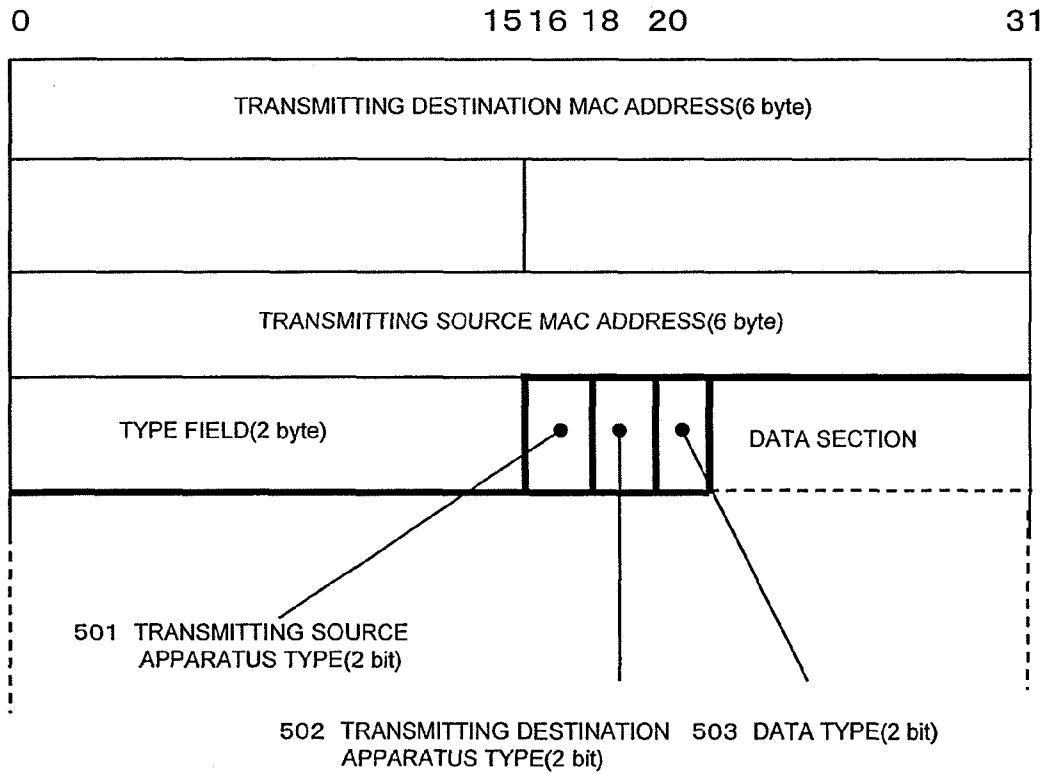 0 15 16 18 20 31
TRANSMITTING DESTINATION MAC ADDRESS(6 byte)
TRANSMITTING SOURCE MAC ADDRESS(6 byte)
TYPE FIELD(2 byte)
DATA SECTION
501 TRANSMITTING SOURCE
APPARATUS TYPE(2 bit)
502 TRANSMITTING DESTINATION
APPARATUS TYPE(2 bit)
503 DATA TYPE(2 bit)